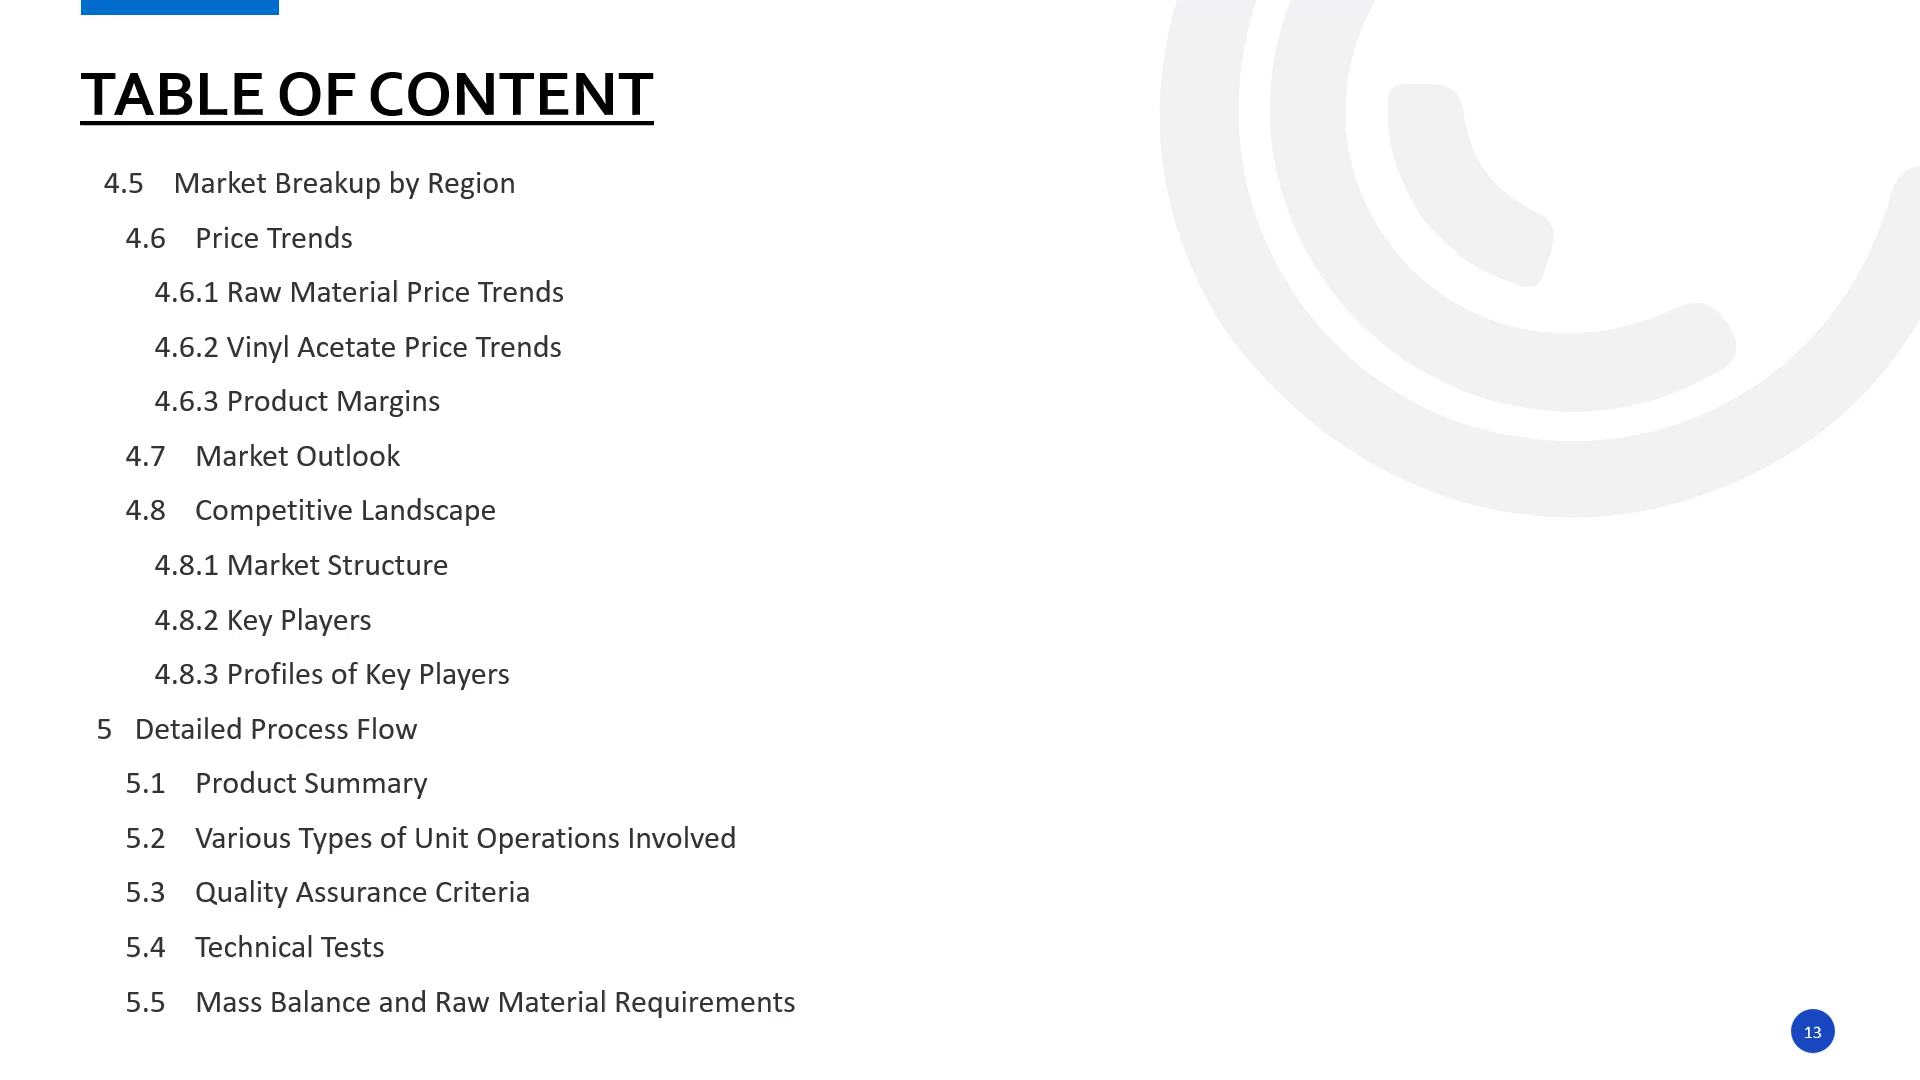 TABLE OF CONTENT
4.5 Market Breakup by Region
4.6 Price Trends
4.6.1 Raw Material Price Trends
4.6.2 Vinyl Acetate Price Trends
4.6.3 Product Margins
4.7 Market Outlook
4.8 Competitive Landscape
4.8.1 Market Structure
4.8.2 Key Players
4.8.3 Profiles of Key Players
5 Detailed Process Flow
5.1 Product Summary
5.2 Various Types of Unit Operations Involved
5.3 Quality Assurance Criteria
5.4 Technical Tests
5.5 Mass Balance and Raw Material Requirements
13